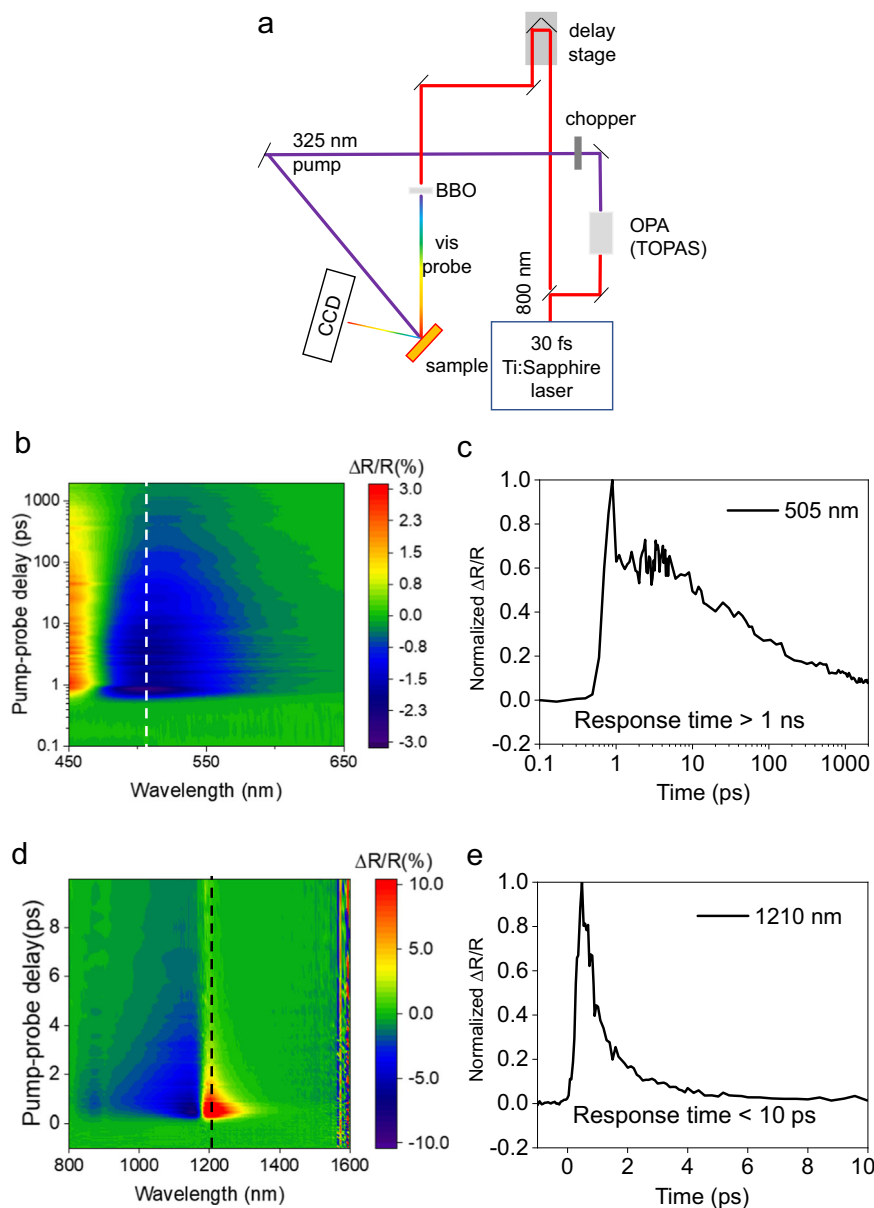 a
delay
stage
chopper
325 nm
pump
BBO
OPA
(TOPAS)
vis
probe
800 nm
CCD
sample
30 fs
Ti:Sapphire
laser
b
ΔR/R(%)
1000
100
10
1
0.1
450
550
650
Wavelength (nm)
Pump-probe delay (ps)
3.0
2.3
1.5
0.8
0.0
-0.8
-1.5
-2.3
-3.0
c
505 nm
Response time > 1 ns
1.0
0.8
0.6
0.4
0.2
0.0
-0.2
Normalized ΔR/R
0.1
1
10
100
1000
Time (ps)
d
ΔR/R(%)
8
6
4
2
0
Pump-probe delay(ps)
800
1000
1200
1400
1600
Wavelength (nm)
10.0
5.0
0.0
-5.0
-10.0
e
1210 nm
Response time < 10 ps
1.0
0.8
0.6
0.4
0.2
0.0
-0.2
Normalized ΔR/R
0
2
4
6
8
10
Time (ps)